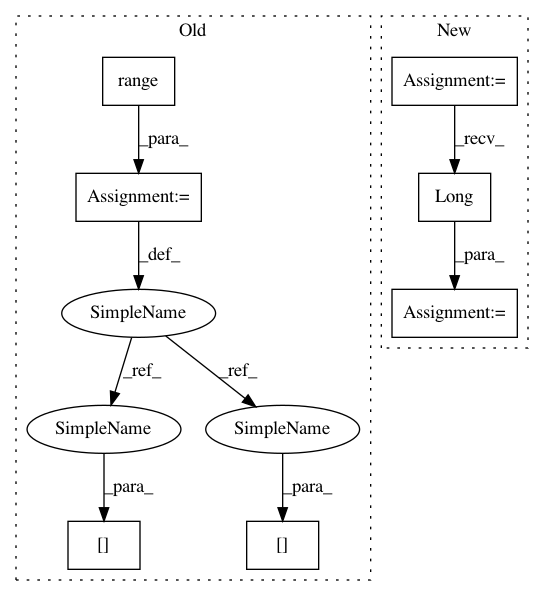 Old
New
range
Assignment:=
_para_
_recv_
Assignment:=
Long
_def_
_para_
SimpleName
Assignment:=
_ref_
_ref_
SimpleName
SimpleName
_para_
_para_
[]
[]